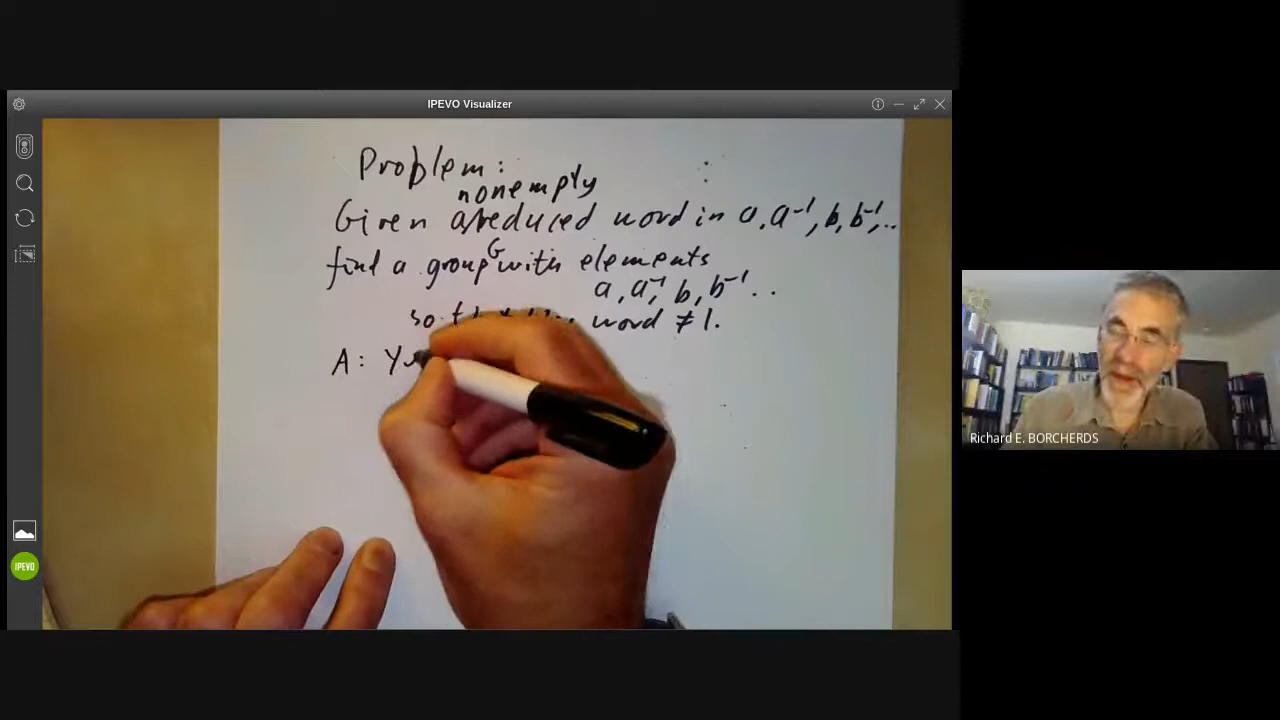 IPEVO Visualizer
Problem:
nonempty
Given a reduced word in a, a⁻¹, b, b⁻¹, ..
find a group G with elements
a, a⁻¹, b, b⁻¹ ..
so word ≠ 1.
A:
Richard E. BORCHERDS
IPEVO